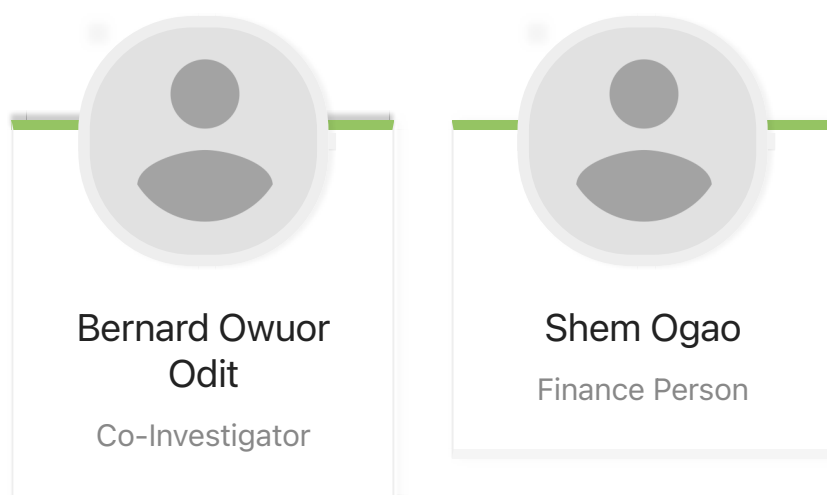 Bernard Owuor
Odit
Co-Investigator
Shem Ogao
Finance Person